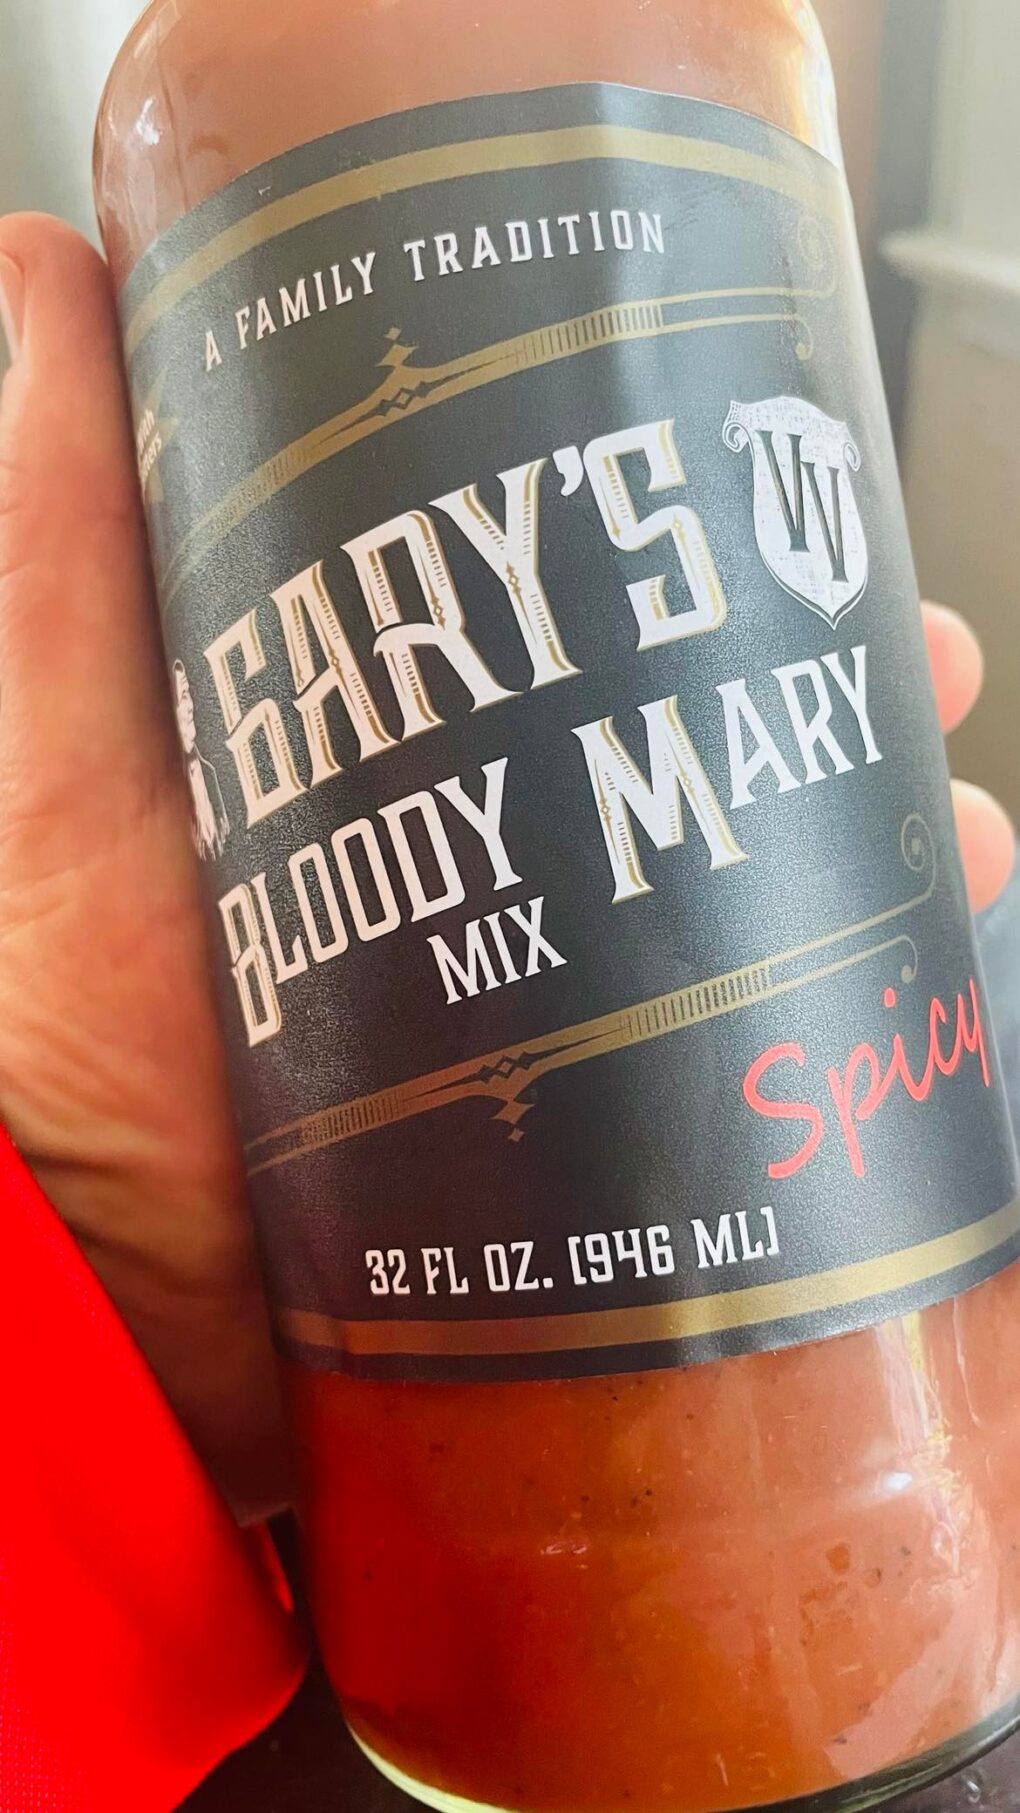 A FAMILY TRADITION
GARY'S
VV
BLOODY MARY
MIX
Spicy
32 FL OZ. [946 ML]